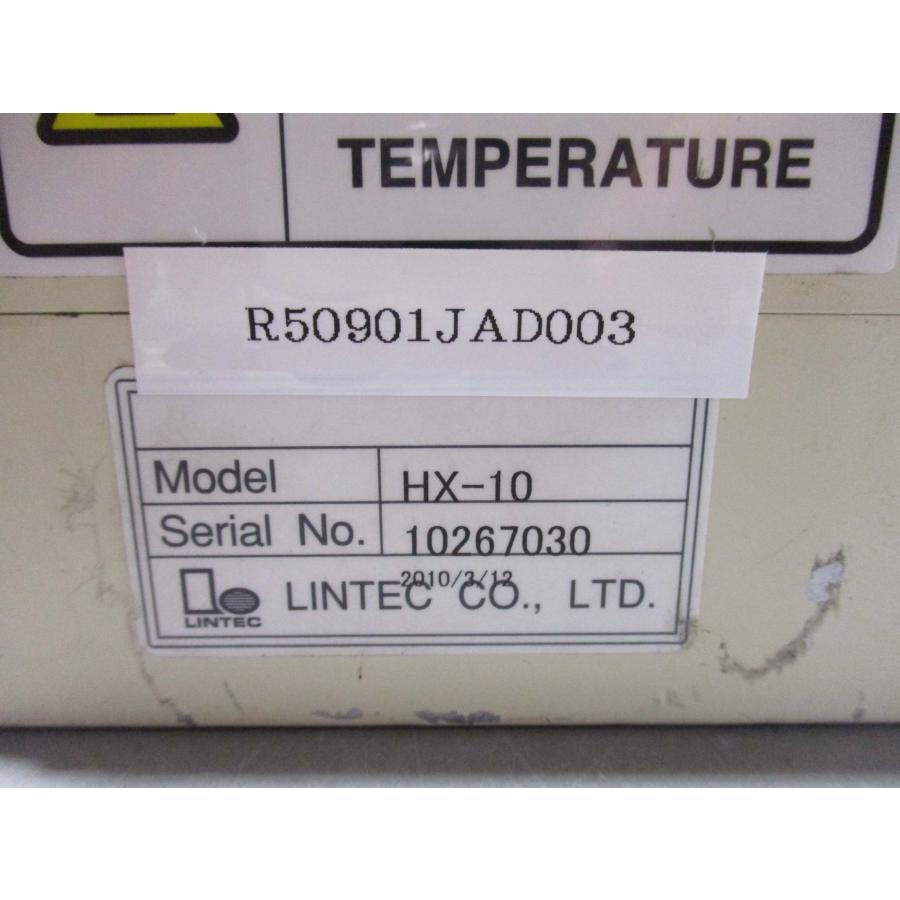 TEMPERATURE
R50901JAD003
Model HX-10
Serial No. 10267030
2010/3/12
LINTEC LINTEC CO., LTD.